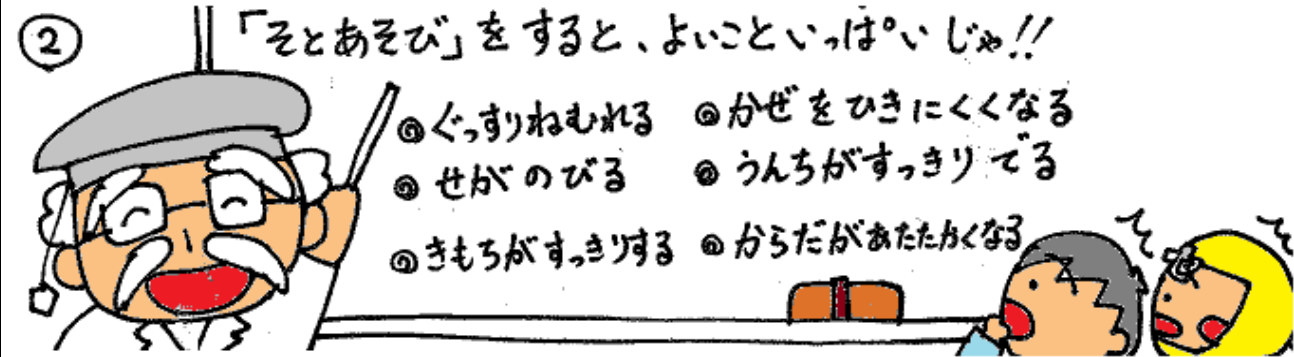 ②
「そとあそび」をすると、よいこといっぱいじゃ!!
◎ぐっすりねむれる ◎かぜをひきにくくなる
◎せがのびる ◎うんちがすっきりでる
◎きもちがすっきりする ◎からだがあたたかくなる